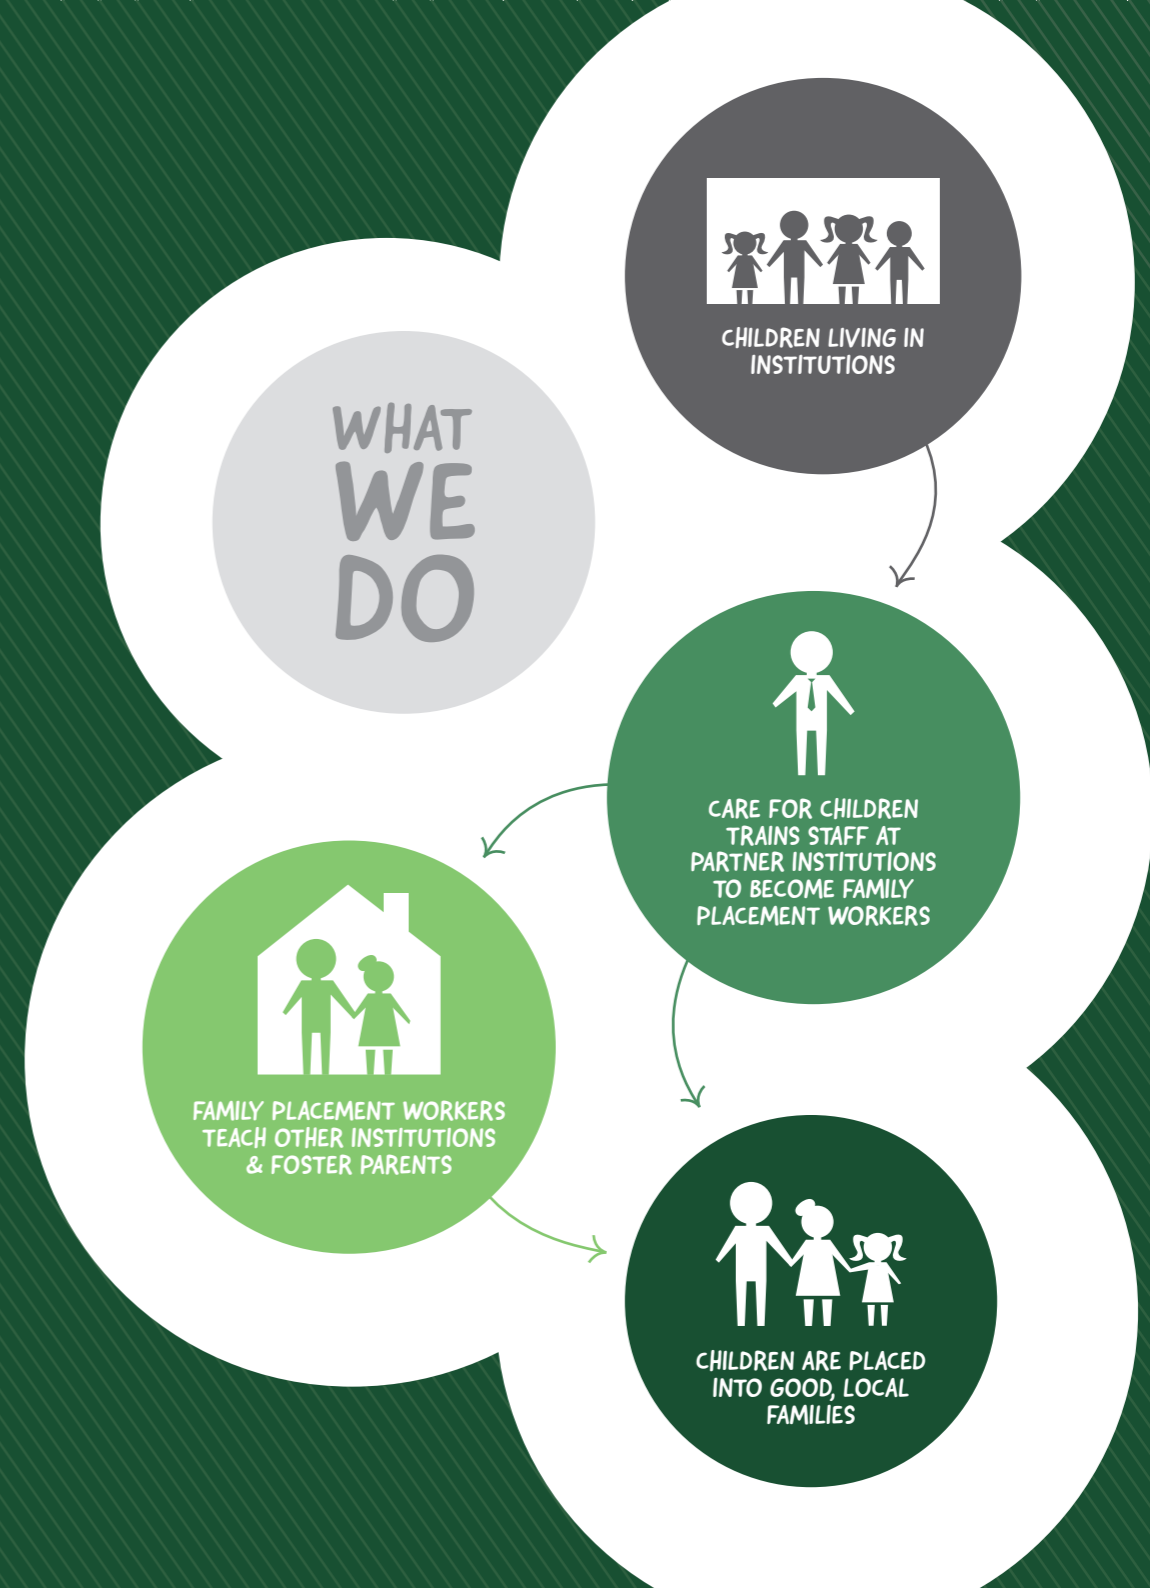 WHAT
WE
DO
CHILDREN LIVING IN
INSTITUTIONS
CARE FOR CHILDREN
TRAINS STAFF AT
PARTNER INSTITUTIONS
TO BECOME FAMILY
PLACEMENT WORKERS
FAMILY PLACEMENT WORKERS
TEACH OTHER INSTITUTIONS
& FOSTER PARENTS
CHILDREN ARE PLACED
INTO GOOD, LOCAL
FAMILIES